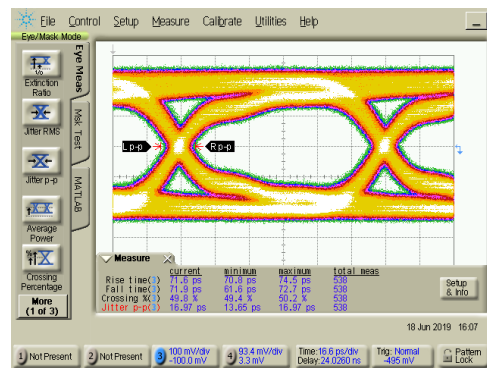 File Control Setup Measure Calibrate Utilities Help
Eye/Mask Mode
Extinction
Ratio
Jitter RMS
Jitter p-p
Average
Power
Crossing
Percentage
More
(1 of 3)
Eye Meas
Msk Test
MATLAB
L p-p
R p-p
Measure
current minimum maximum total meas
Rise time(3) 71.6 ps 70.8 ps 74.5 ps 538
Fall time(3) 71.9 ps 61.6 ps 72.7 ps 538
Crossing %(3) 49.8 % 49.4 % 50.2 % 538
Jitter p-p(3) 16.97 ps 13.65 ps 16.97 ps 538
Setup
& Info
18 Jun 2019 16:07
1 Not Present
2 Not Present
3 100 mV/div
-100.0 mV
4 93.4 mV/div
3.3 mV
Time:16.6 ps/div
Delay:24.0260 ns
Trig: Normal
-495 mV
Pattern
Lock